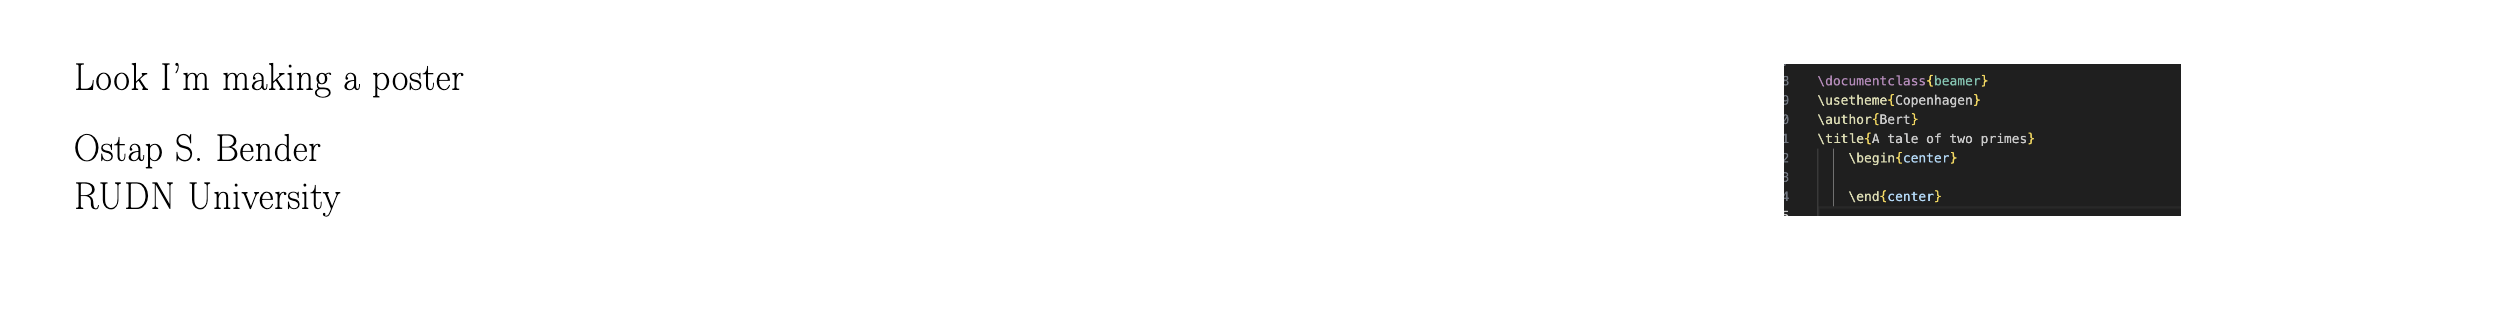 Look I'm making a poster
Ostap S. Bender
RUDN University
\documentclass{beamer}
\usetheme{Copenhagen}
\author{Bert}
\title{A tale of two primes}
\begin{center}
\end{center}